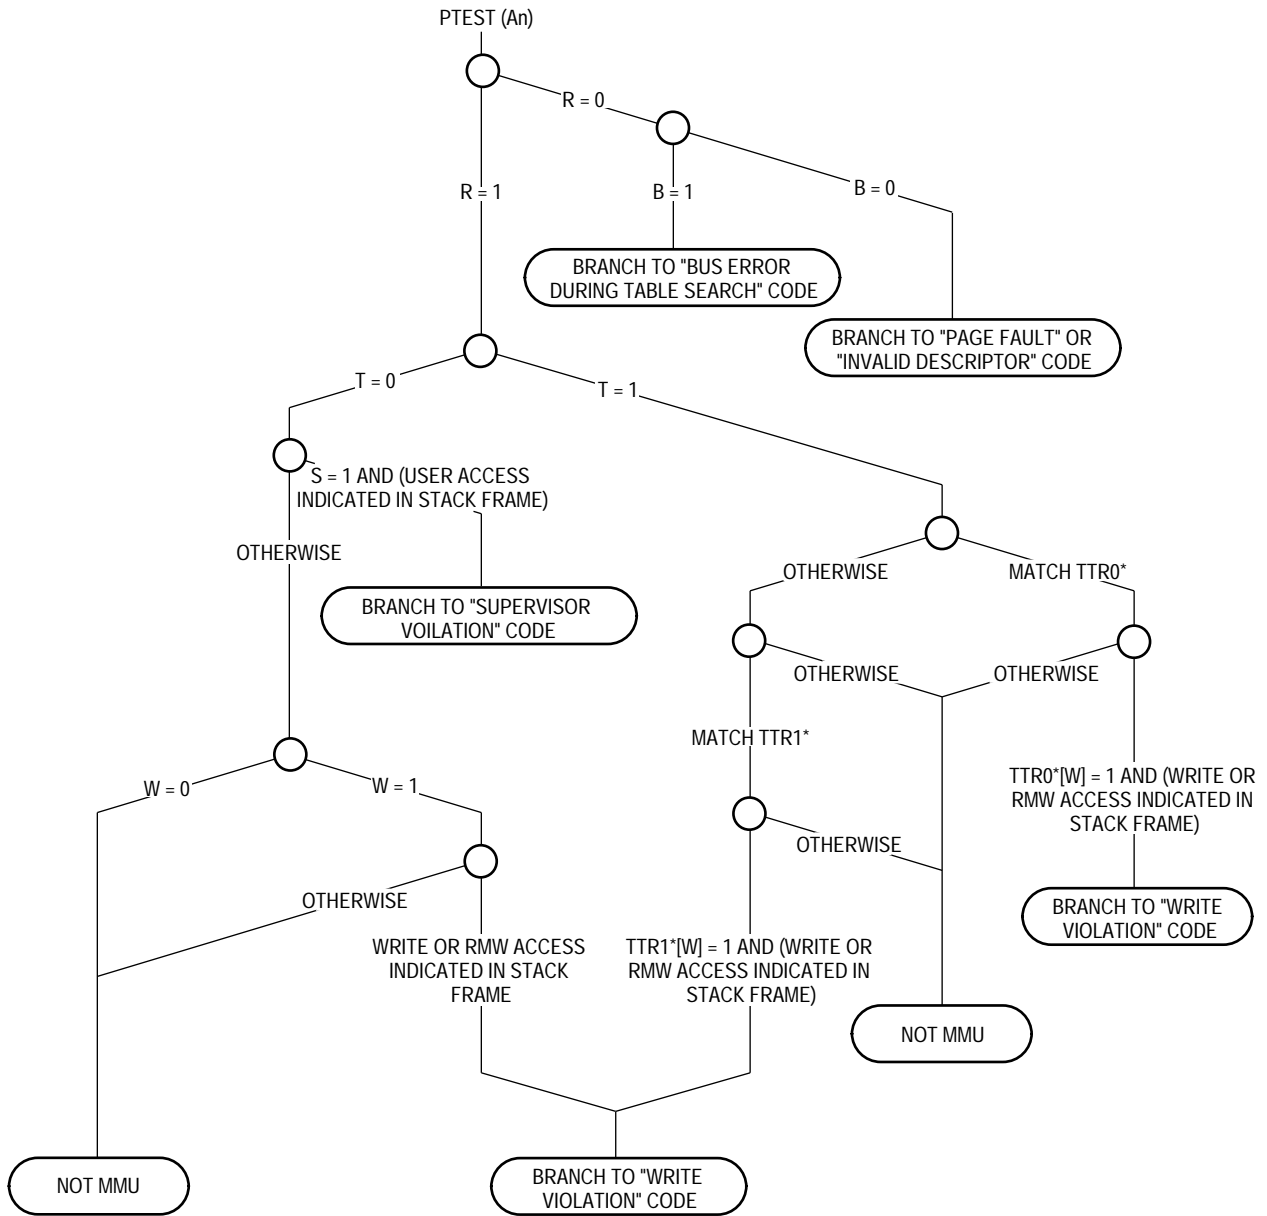 PTEST (An)
R = 0
R = 1
B = 1
B = 0
BRANCH TO "BUS ERROR
DURING TABLE SEARCH" CODE
BRANCH TO "PAGE FAULT" OR
"INVALID DESCRIPTOR" CODE
T = 0
T = 1
S = 1 AND (USER ACCESS
INDICATED IN STACK FRAME)
OTHERWISE
BRANCH TO "SUPERVISOR
VOILATION" CODE
OTHERWISE
MATCH TTR0*
OTHERWISE
OTHERWISE
MATCH TTR1*
W = 0
W = 1
TTR0*[W] = 1 AND (WRITE OR
RMW ACCESS INDICATED IN
STACK FRAME)
OTHERWISE
OTHERWISE
BRANCH TO "WRITE
VIOLATION" CODE
WRITE OR RMW ACCESS
INDICATED IN STACK
FRAME
TTR1*[W] = 1 AND (WRITE OR
RMW ACCESS INDICATED IN
STACK FRAME)
NOT MMU
NOT MMU
BRANCH TO "WRITE
VIOLATION" CODE